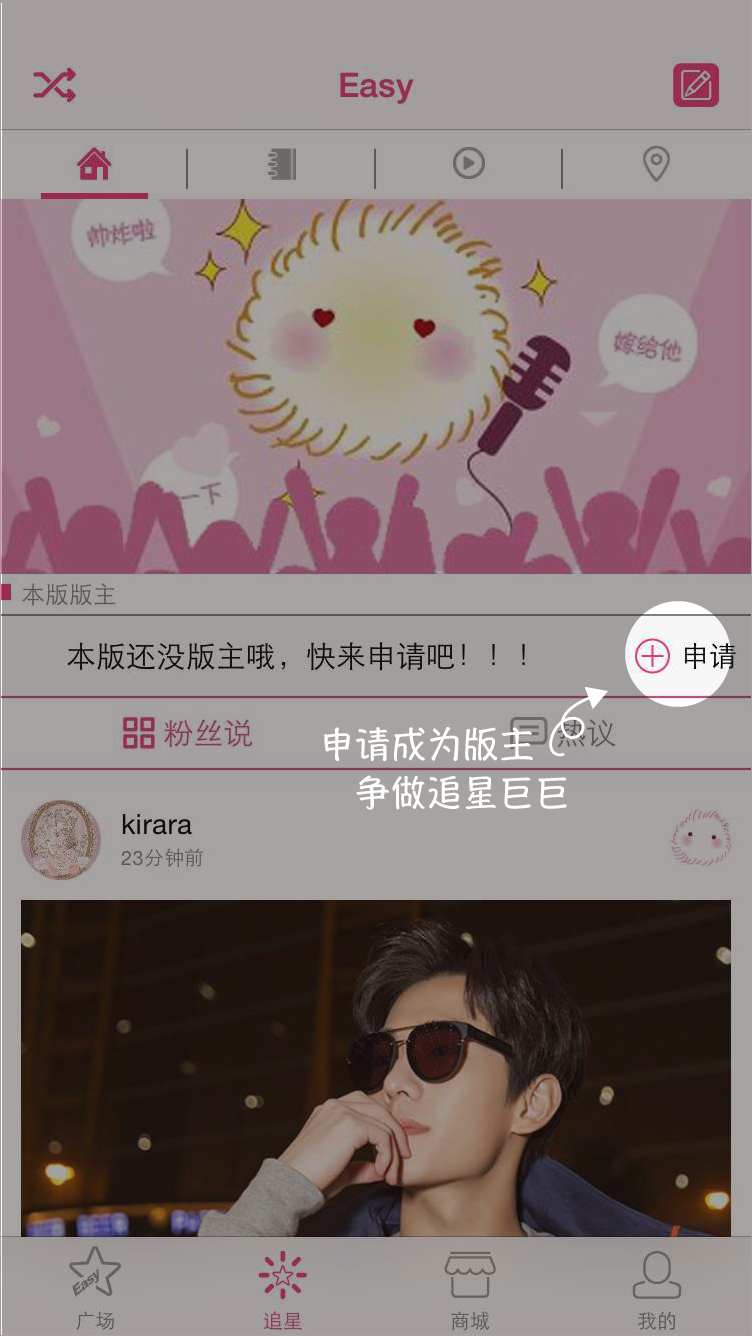 Easy
帅炸啦
嫁给他
一下
本版版主
本版还没版主哦，快来申请吧！！！
申请
粉丝说
热议
申请成为版主
争做追星巨巨
kirara
23分钟前
Easy
广场
追星
商城
我的